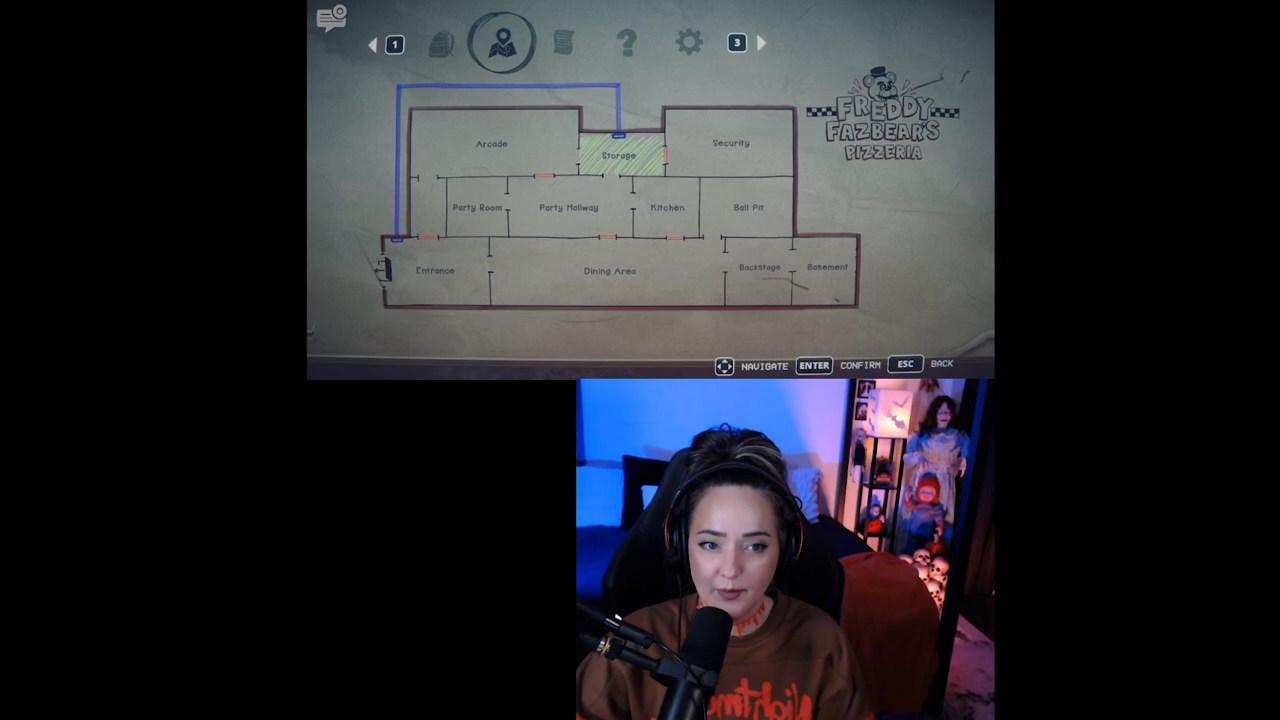 1
?
3
FREDDY
FAZBEAR'S
PIZZERIA
Arcade
Storage
Security
Party Room
Party Hallway
Kitchen
Ball Pit
Entrance
Dining Area
Backstage
Basement
NAVIGATE ENTER CONFIRM ESC BACK